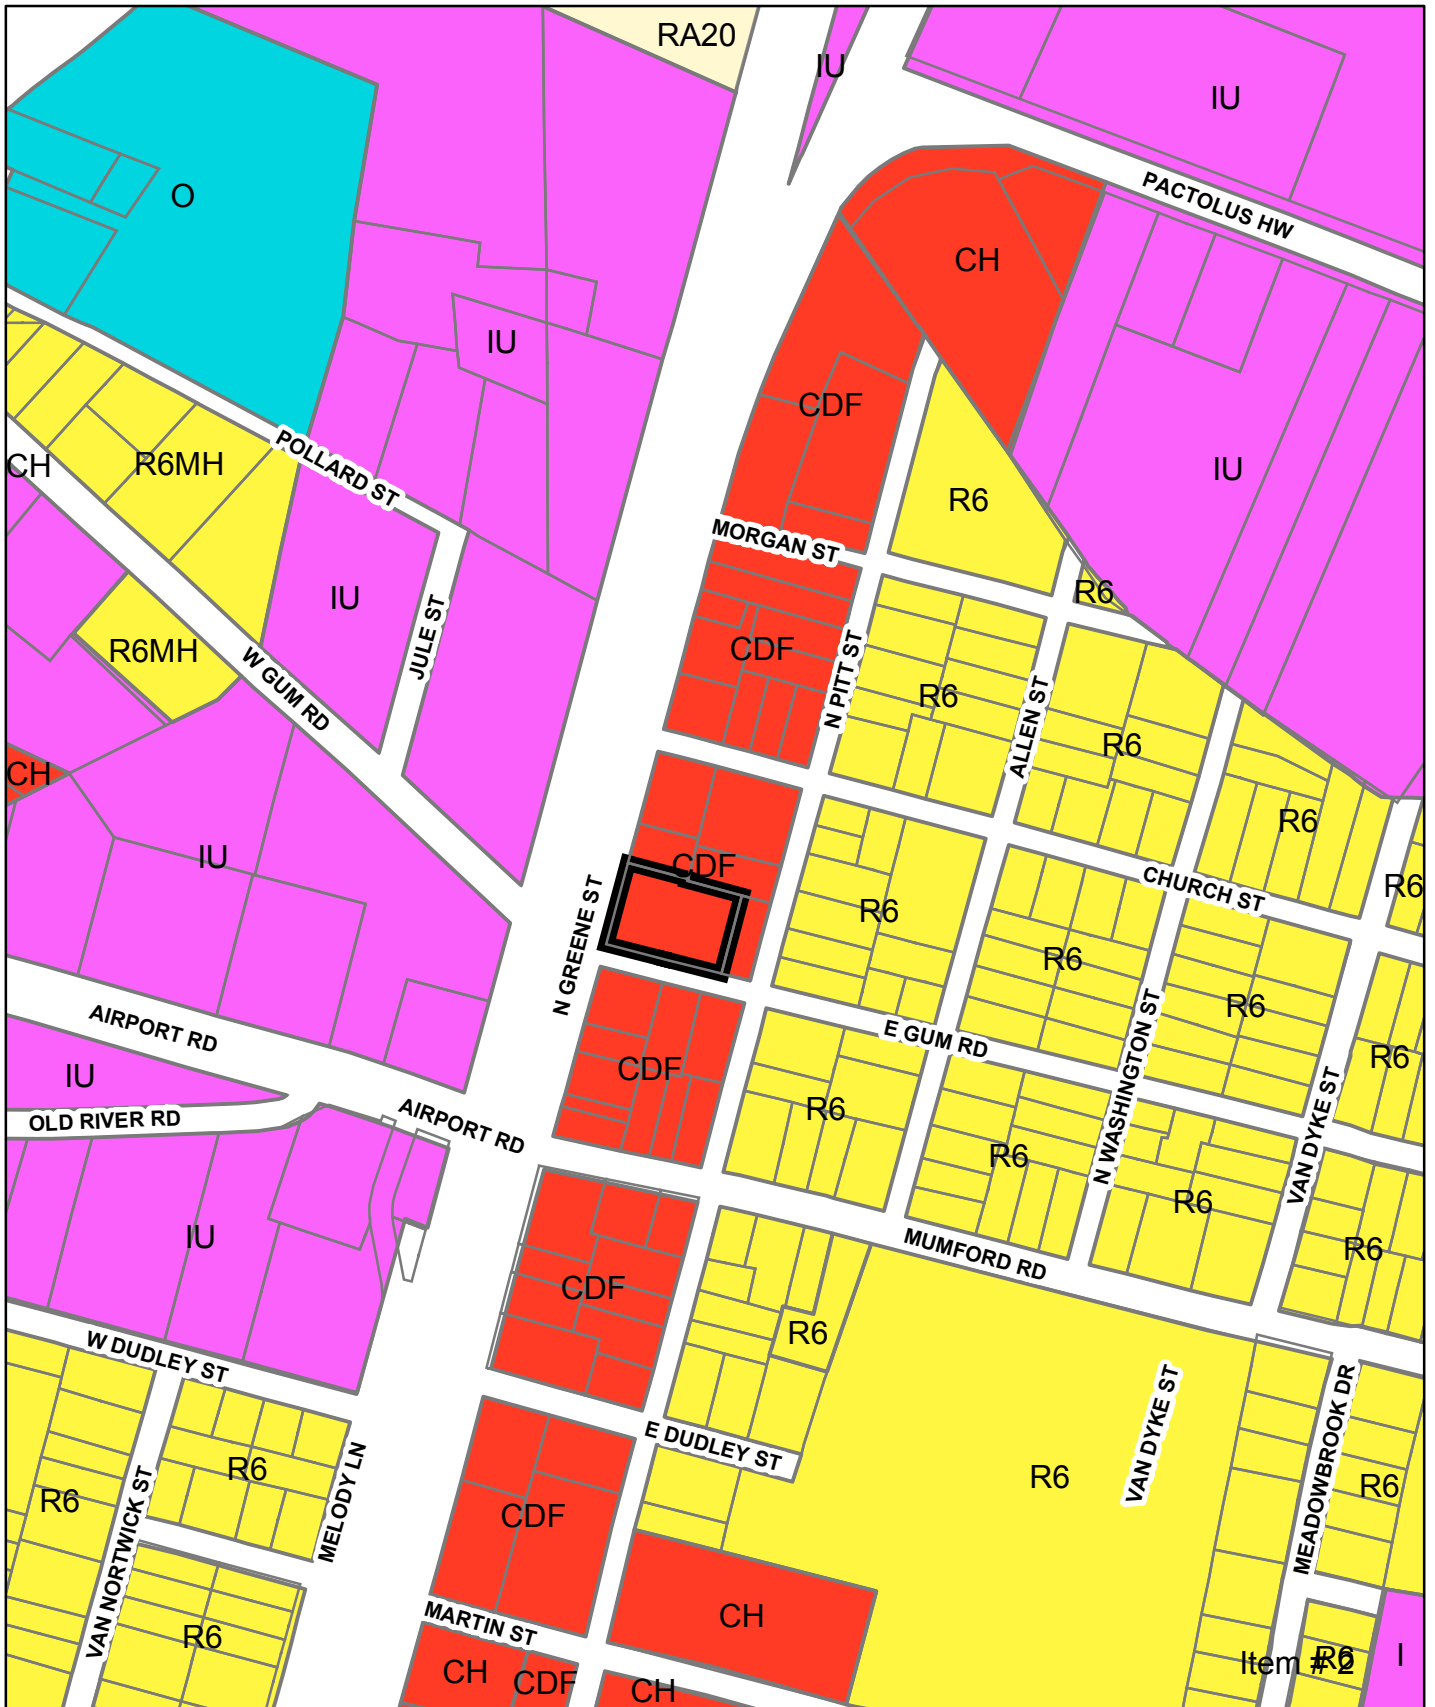 RA20
IU
IU
PACTOLUS HW
O
CH
IU
CDF
POLLARD ST
R6MH
CH
IU
R6
MORGAN ST
R6
IU
JULE ST
CDF
R6MH
W GUM RD
N PITT ST
R6
ALLEN ST
R6
CH
R6
IU
CDF
CHURCH ST
R6
R6
N GREENE ST
R6
R6
AIRPORT RD
E GUM RD
N WASHINGTON ST
R6
IU
CDF
R6
OLD RIVER RD
AIRPORT RD
R6
VAN DYKE ST
R6
IU
MUMFORD RD
R6
CDF
R6
W DUDLEY ST
E DUDLEY ST
VAN DYKE ST
MEADOWBROOK DR
R6
R6
R6
R6
MELODY LN
VAN NORTWICK ST
CDF
MARTIN ST
CH
R6
CH
CDF
CH
R6
I
Item # 2